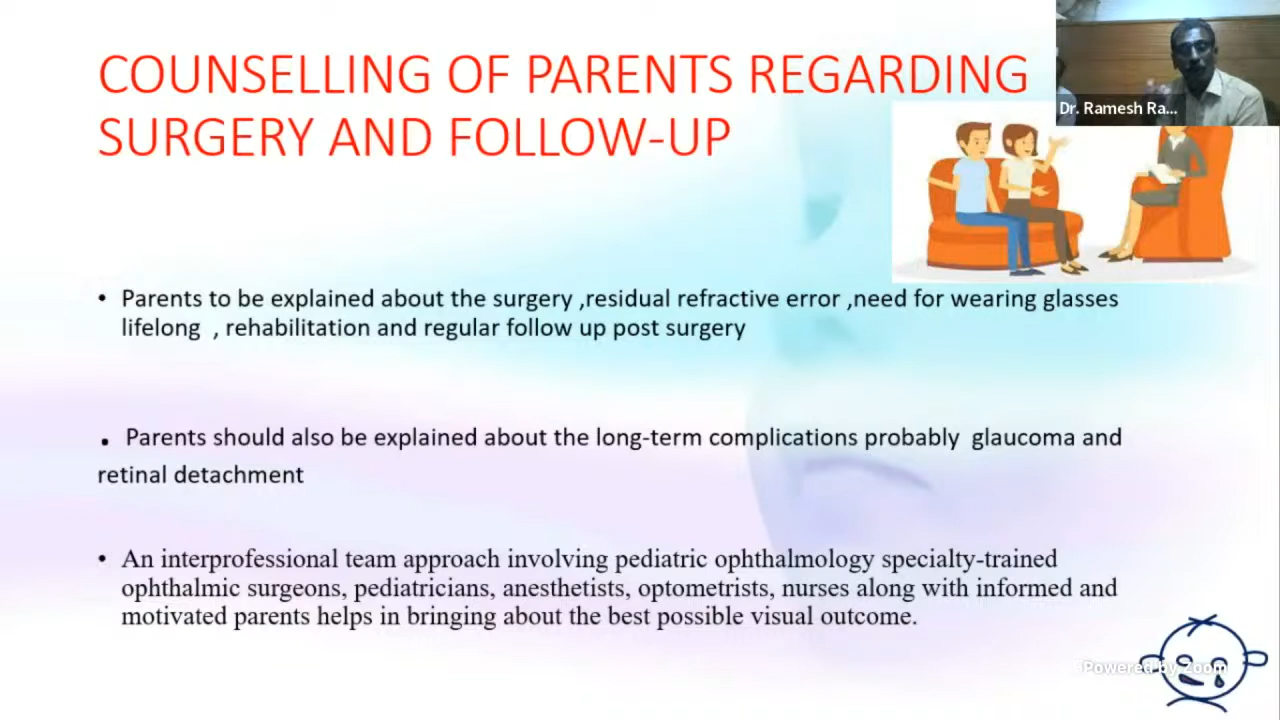 COUNSELLING OF PARENTS REGARDING
SURGERY AND FOLLOW-UP
Dr. Ramesh Ra...
• Parents to be explained about the surgery ,residual refractive error ,need for wearing glasses
lifelong , rehabilitation and regular follow up post surgery
. Parents should also be explained about the long-term complications probably glaucoma and
retinal detachment
• An interprofessional team approach involving pediatric ophthalmology specialty-trained
ophthalmic surgeons, pediatricians, anesthetists, optometrists, nurses along with informed and
motivated parents helps in bringing about the best possible visual outcome.
Powered by Zoom